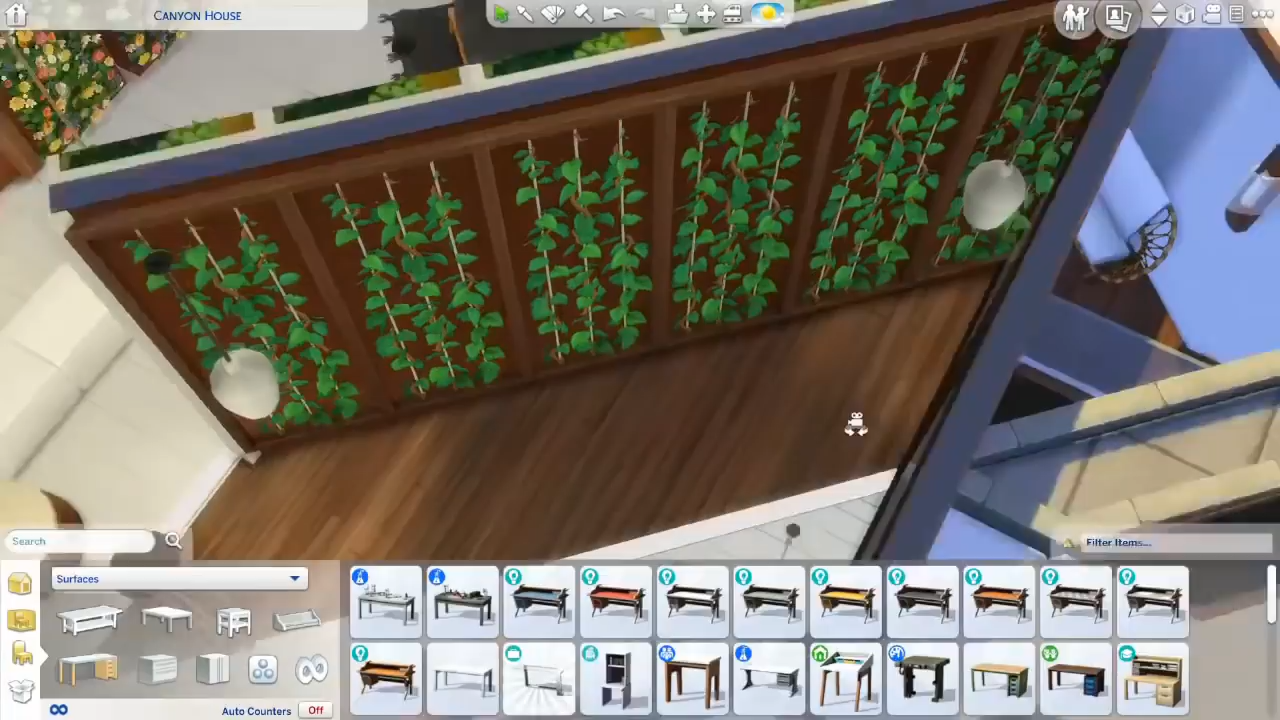 CANYON HOUSE
Search
Filter Items...
Surfaces
Auto Counters Off